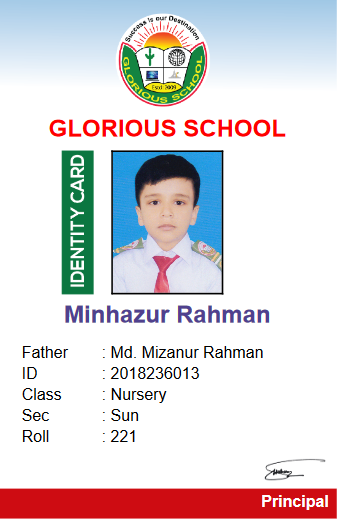 Success is our Destination
GLORIOUS SCHOOL
Estd: 2009
GLORIOUS SCHOOL
IDENTITY CARD
Minhazur Rahman
Father : Md. Mizanur Rahman
ID : 2018236013
Class : Nursery
Sec : Sun
Roll : 221
Principal